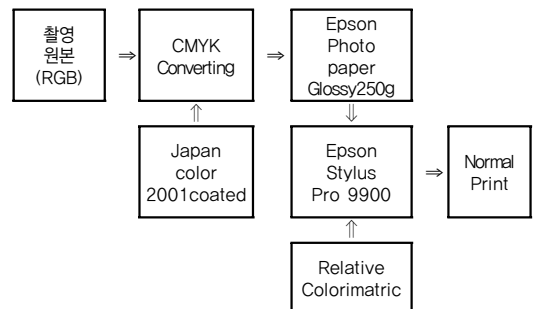 촬영
원본
(RGB)
⇒
CMYK
Converting
⇒
Epson
Photo
paper
Glossy250g
⇑
⇓
Japan
color
2001coated
Epson
Stylus
Pro 9900
⇒
Normal
Print
⇑
Relative
Colorimatric